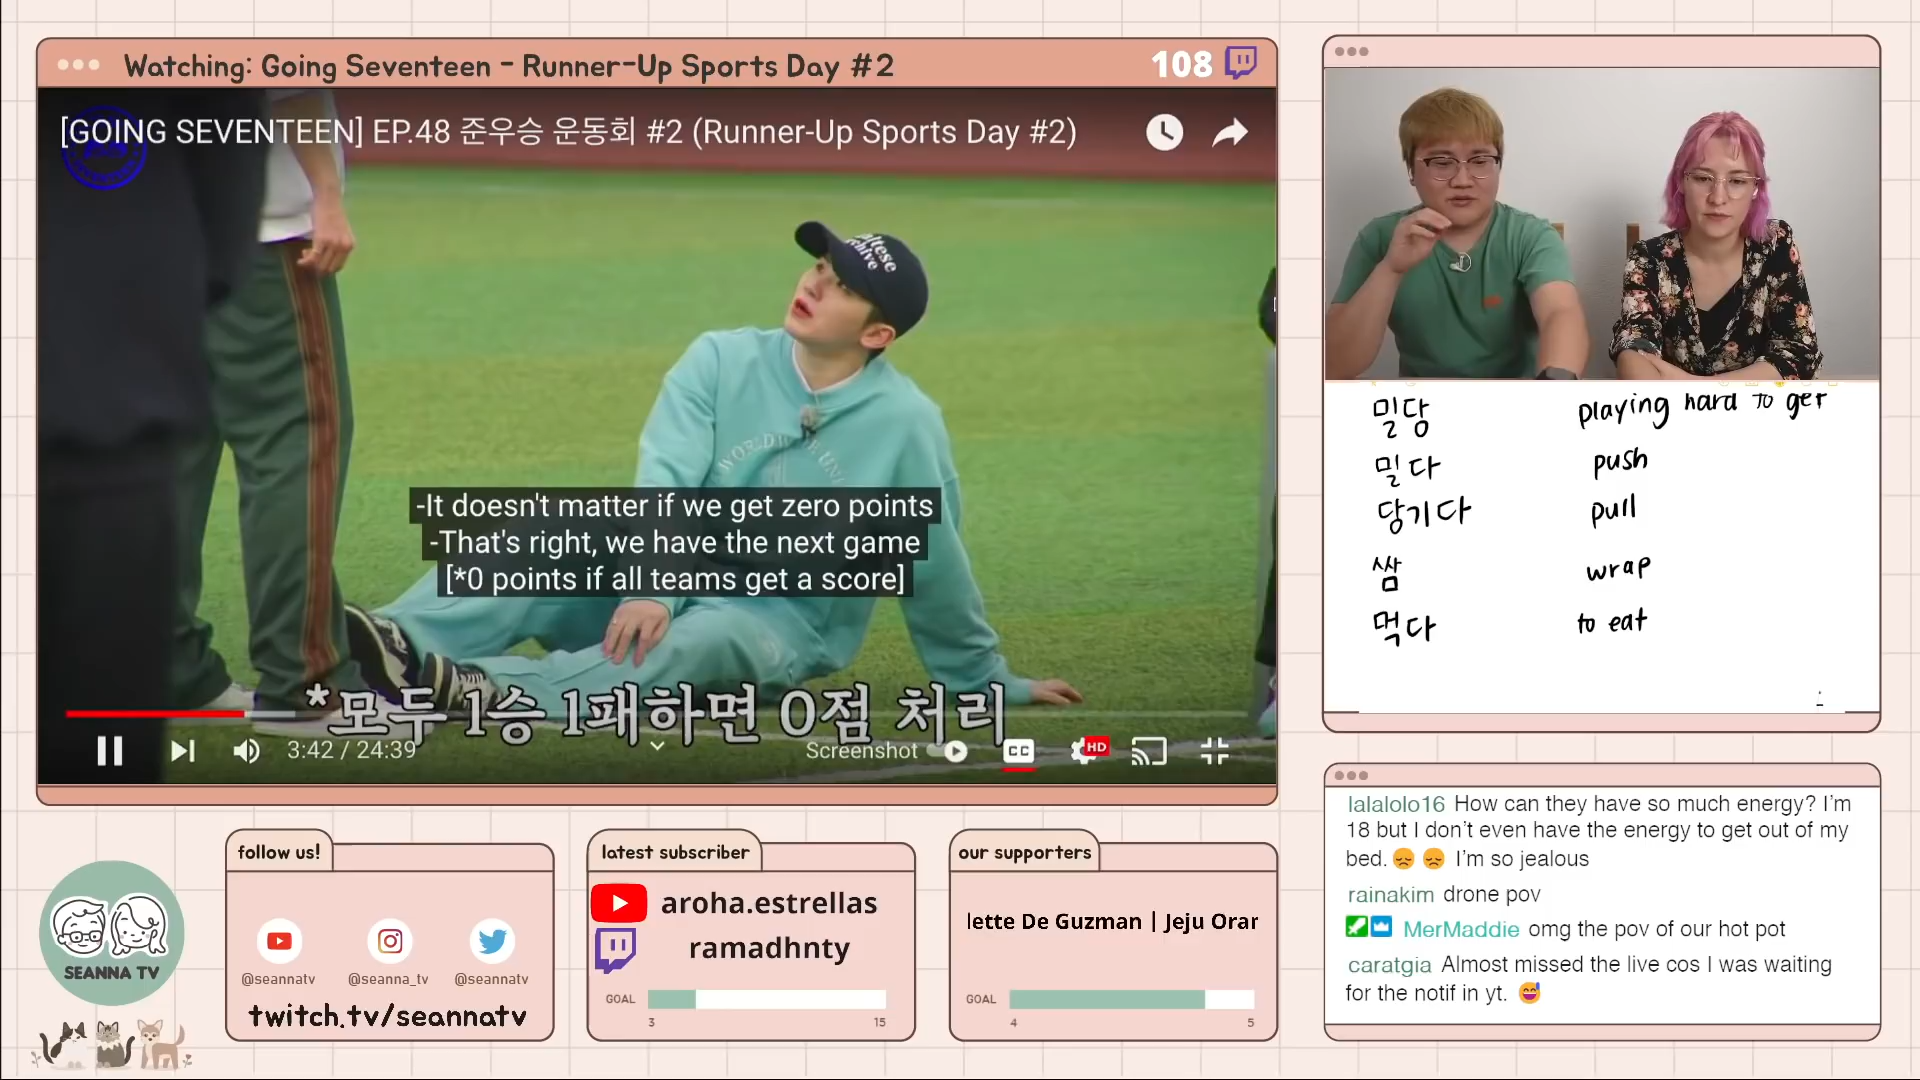 Watching: Going Seventeen - Runner-Up Sports Day #2
108
[GOING SEVENTEEN] EP.48 준우승 운동회 #2 (Runner-Up Sports Day #2)
-It doesn't matter if we get zero points
-That's right, we have the next game
[*0 points if all teams get a score]
*모두 1승 1패하면 0점 처리
3:42 / 24:39
Screenshot
CC
HD
밀당 playing hard to get
밀다 push
당기다 pull
쌈 wrap
먹다 to eat
lalalolo16 How can they have so much energy? I'm
18 but I don't even have the energy to get out of my
bed. 😞 😞 I'm so jealous
rainakim drone pov
MerMaddie omg the pov of our hot pot
caratgia Almost missed the live cos I was waiting
for the notif in yt. 😅
SEANNA TV
follow us!
@seannatv @seanna_tv @seannatv
twitch.tv/seannatv
latest subscriber
aroha.estrellas
ramadhnty
GOAL
3 15
our supporters
lette De Guzman | Jeju Orar
GOAL
4 5